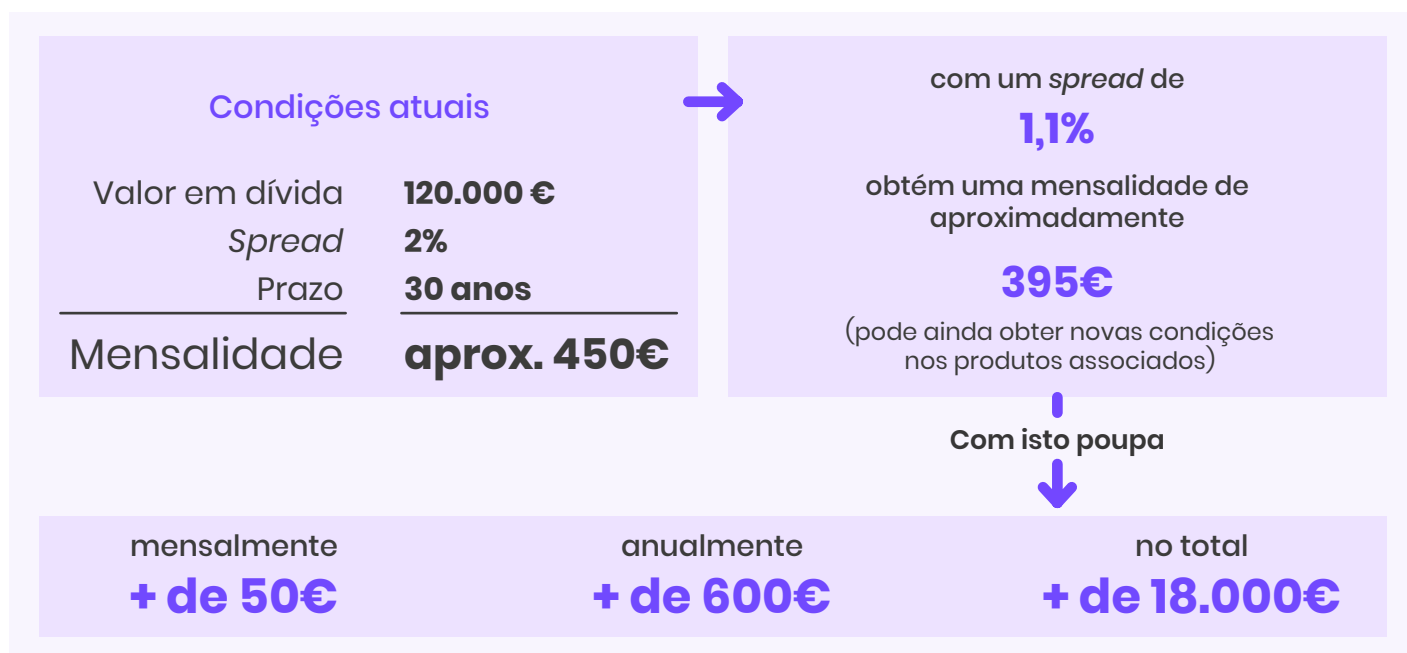 Condições atuais
Valor em dívida 120.000 €
Spread 2%
Prazo 30 anos
Mensalidade aprox. 450€
com um spread de
1,1%
obtém uma mensalidade de
aproximadamente
395€
(pode ainda obter novas condições
nos produtos associados)
Com isto poupa
mensalmente
+ de 50€
anualmente
+ de 600€
no total
+ de 18.000€